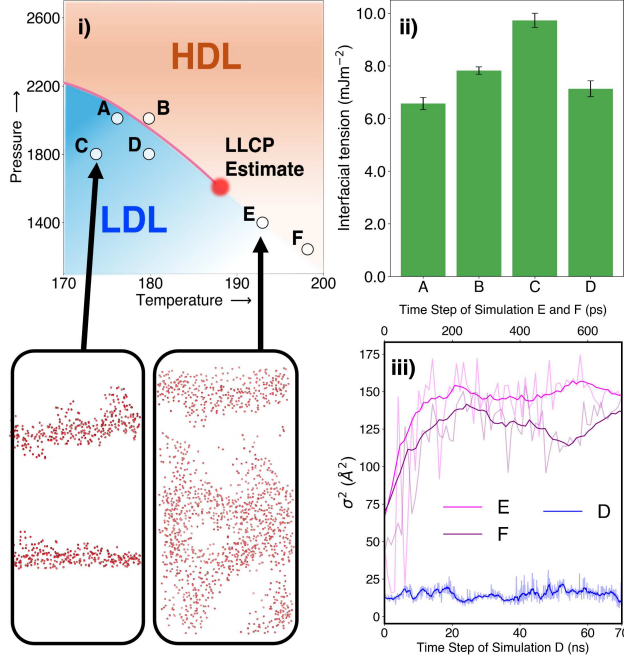 i)
HDL
LDL
A
B
C
D
E
F
LLCP
Estimate
2600
2200
1800
1400
Pressure ⟶
170
180
190
200
Temperature ⟶
ii)
10.0
8.0
6.0
4.0
2.0
0.0
Interfacial tension (mJm⁻²)
A
B
C
D
Time Step of Simulation E and F (ps)
0
200
400
600
iii)
175
150
125
100
75
50
25
0
σ² (Å²)
E
F
D
0
20
40
60
70
Time Step of Simulation D (ns)